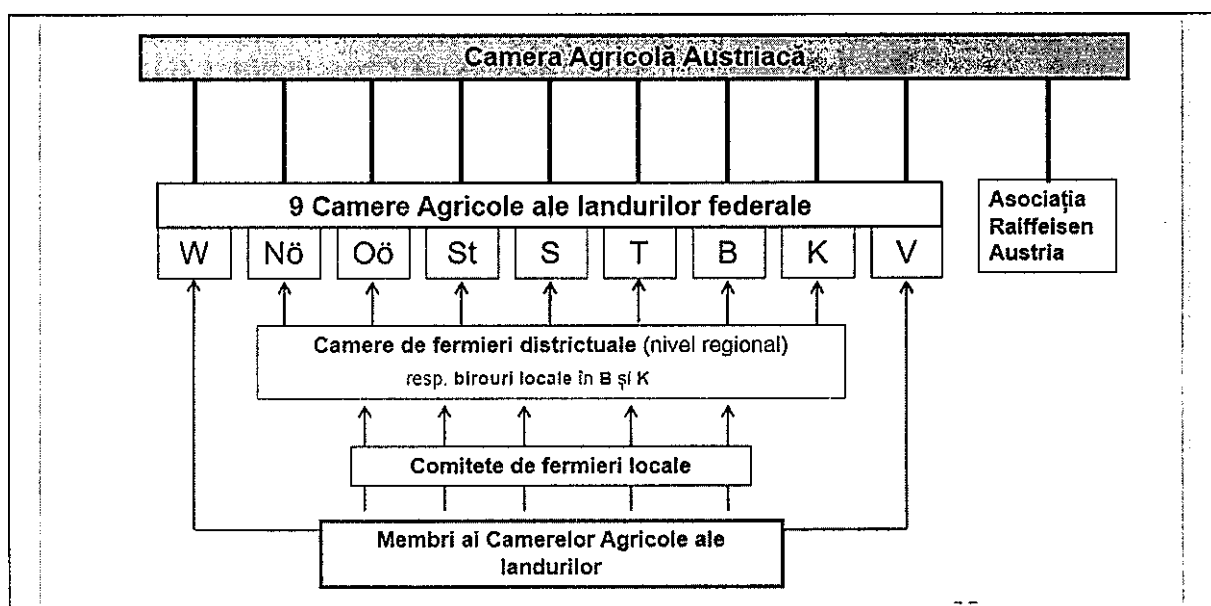 Camera Agricolă Austriacă
9 Camere Agricole ale landurilor federale
W Nö Oö St S T B K V
Asociația
Raiffeisen
Austria
Camere de fermieri districtuale (nivel regional)
resp. birouri locale în B și K
Comitete de fermieri locale
Membri ai Camerelor Agricole ale
landurilor